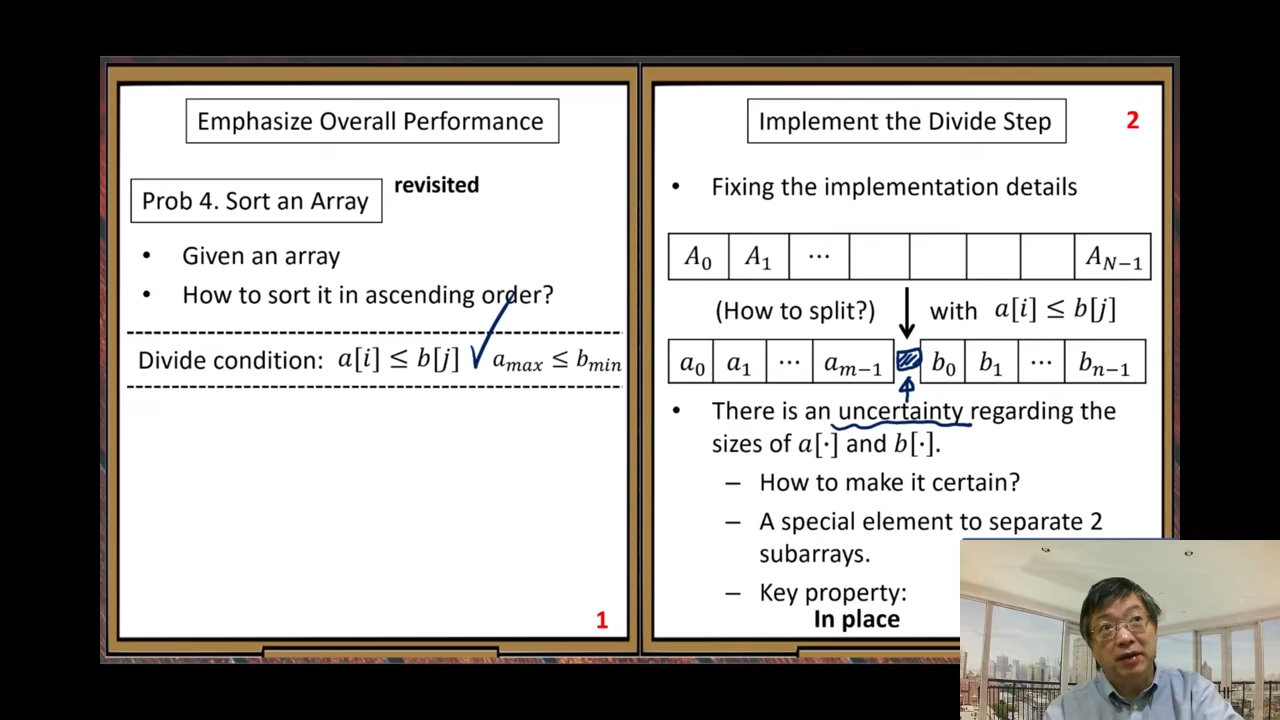 Emphasize Overall Performance
Prob 4. Sort an Array
revisited
• Given an array
• How to sort it in ascending order?
Divide condition: a[i] ≤ b[j] a_max ≤ b_min
1
Implement the Divide Step
2
• Fixing the implementation details
A_0 A_1 ⋯ A_{N−1}
(How to split?) with a[i] ≤ b[j]
a_0 a_1 ⋯ a_{m−1} b_0 b_1 ⋯ b_{n−1}
• There is an uncertainty regarding the
sizes of a[·] and b[·].
– How to make it certain?
– A special element to separate 2
subarrays.
– Key property:
In place